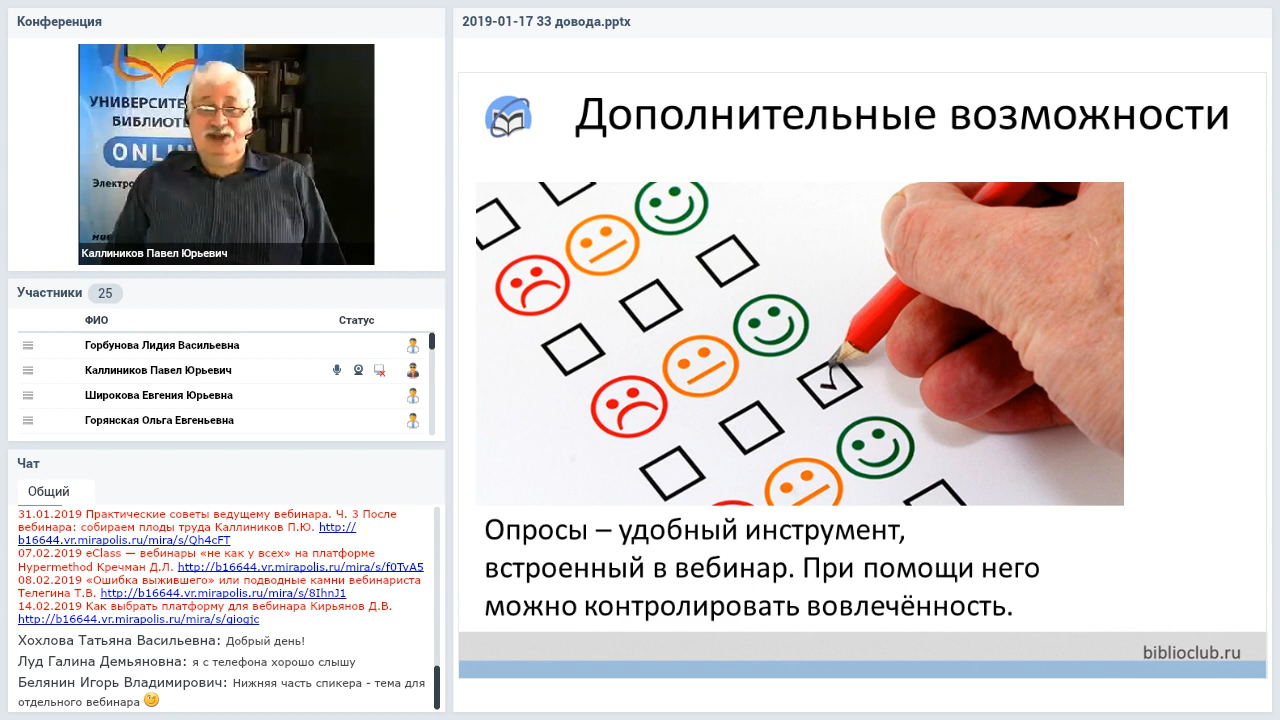 Конференция
УНИВЕРСИТЕ
БИБЛИОТЕ
ONLIN
Электро
Каллиников Павел Юрьевич
Участники 25
ФИО Статус
Горбунова Лидия Васильевна
Каллиников Павел Юрьевич
Широкова Евгения Юрьевна
Горянская Ольга Евгеньевна
Чат
Общий
31.01.2019 Практические советы ведущему вебинара. Ч. 3 После
вебинара: собираем плоды труда Каллиников П.Ю. http://
b16644.vr.mirapolis.ru/mira/s/Qh4cFT
07.02.2019 eClass — вебинары «не как у всех» на платформе
Hypermethod Кречман Д.Л. http://b16644.vr.mirapolis.ru/mira/s/f0TvA5
08.02.2019 «Ошибка выжившего» или подводные камни вебинариста
Телегина Т.В. http://b16644.vr.mirapolis.ru/mira/s/8IhnJ1
14.02.2019 Как выбрать платформу для вебинара Кирьянов Д.В.
http://b16644.vr.mirapolis.ru/mira/s/giogjc
Хохлова Татьяна Васильевна: Добрый день!
Луд Галина Демьяновна: я с телефона хорошо слышу
Белянин Игорь Владимирович: Нижняя часть спикера - тема для
отдельного вебинара
2019-01-17 33 довода.pptx
Дополнительные возможности
Опросы – удобный инструмент,
встроенный в вебинар. При помощи него
можно контролировать вовлечённость.
biblioclub.ru